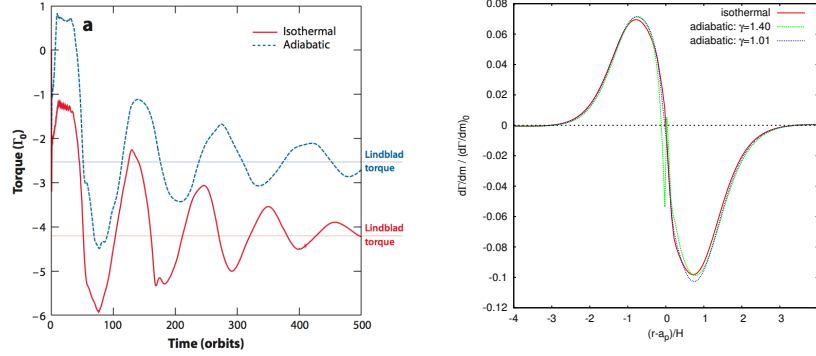 a
Isothermal
Adiabatic
Torque (Γ₀)
1
0
−1
−2
−3
−4
−5
−6
Lindblad
torque
Lindblad
torque
0
100
200
300
400
500
Time (orbits)
isothermal
adiabatic: γ=1.40
adiabatic: γ=1.01
dΓ/dm / (dΓ/dm)₀
0.08
0.06
0.04
0.02
0
-0.02
-0.04
-0.06
-0.08
-0.1
-0.12
-4
-3
-2
-1
0
1
2
3
(r-aₚ)/H